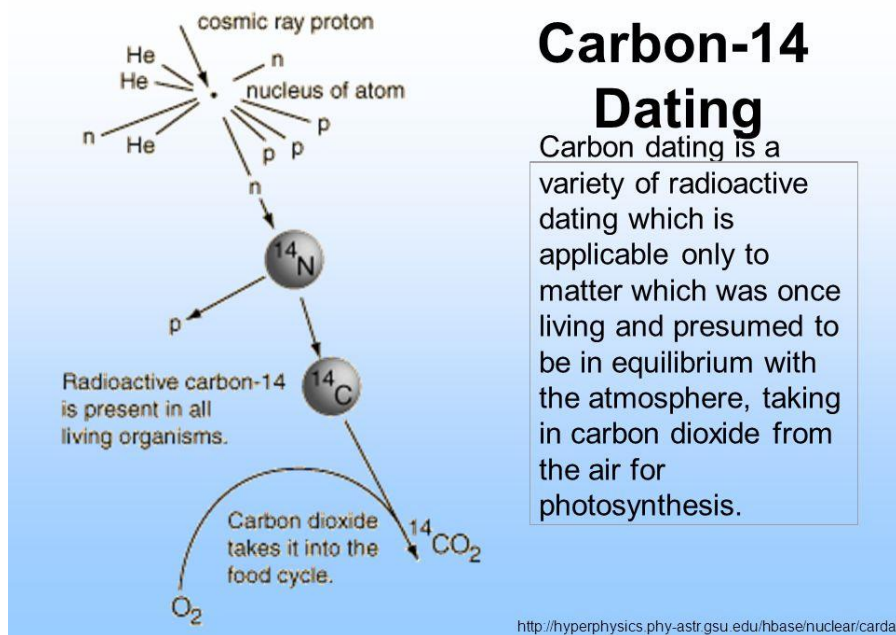 cosmic ray proton
He
He
n
nucleus of atom
n
He
p
p
p
n
¹⁴N
p
¹⁴C
Radioactive carbon-14
is present in all
living organisms.
Carbon dioxide
takes it into the
food cycle.
¹⁴CO₂
O₂
Carbon-14
Dating
Carbon dating is a
variety of radioactive
dating which is
applicable only to
matter which was once
living and presumed to
be in equilibrium with
the atmosphere, taking
in carbon dioxide from
the air for
photosynthesis.
http://hyperphysics.phy-astr.gsu.edu/hbase/nuclear/carda